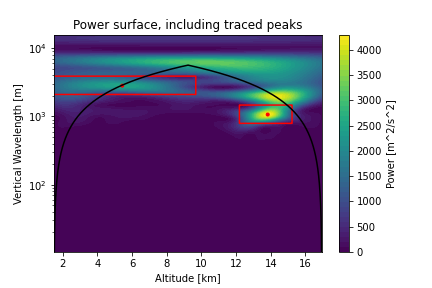 Power surface, including traced peaks
10^4
10^3
10^2
Vertical Wavelength [m]
2 4 6 8 10 12 14 16
Altitude [km]
4000
3500
3000
2500
2000
1500
1000
500
0
Power [m^2/s^2]